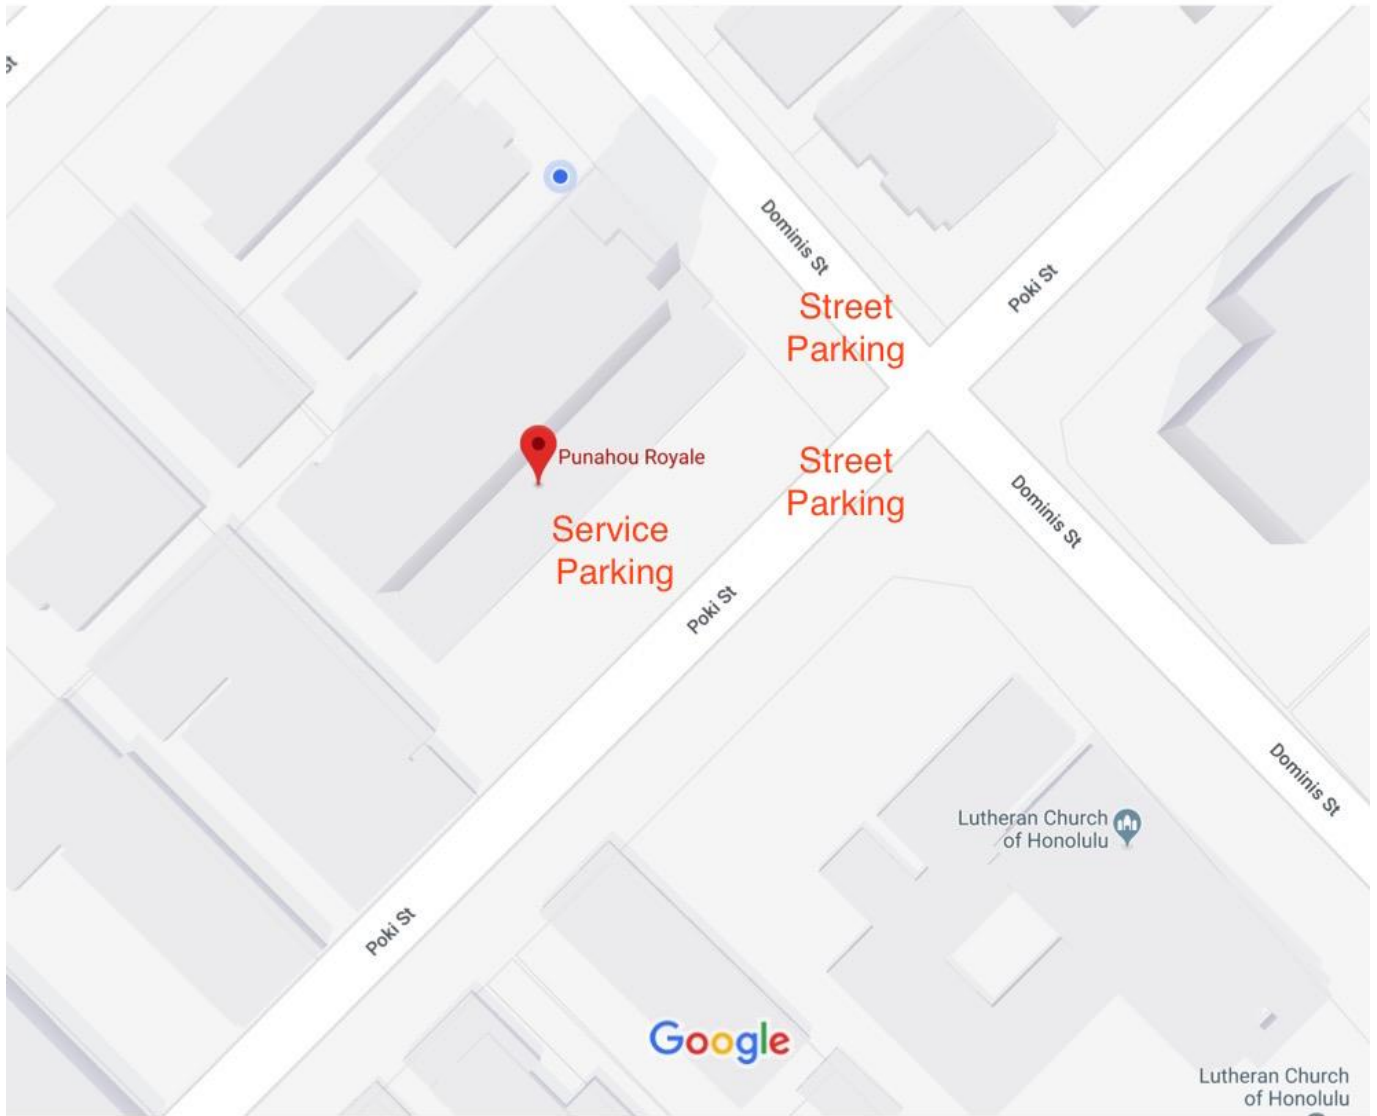 St
Dominis St
Poki St
Street
Parking
Street
Parking
Punahou Royale
Dominis St
Service
Parking
Poki St
Dominis St
Lutheran Church
of Honolulu
Poki St
Google
Lutheran Church
of Honolulu